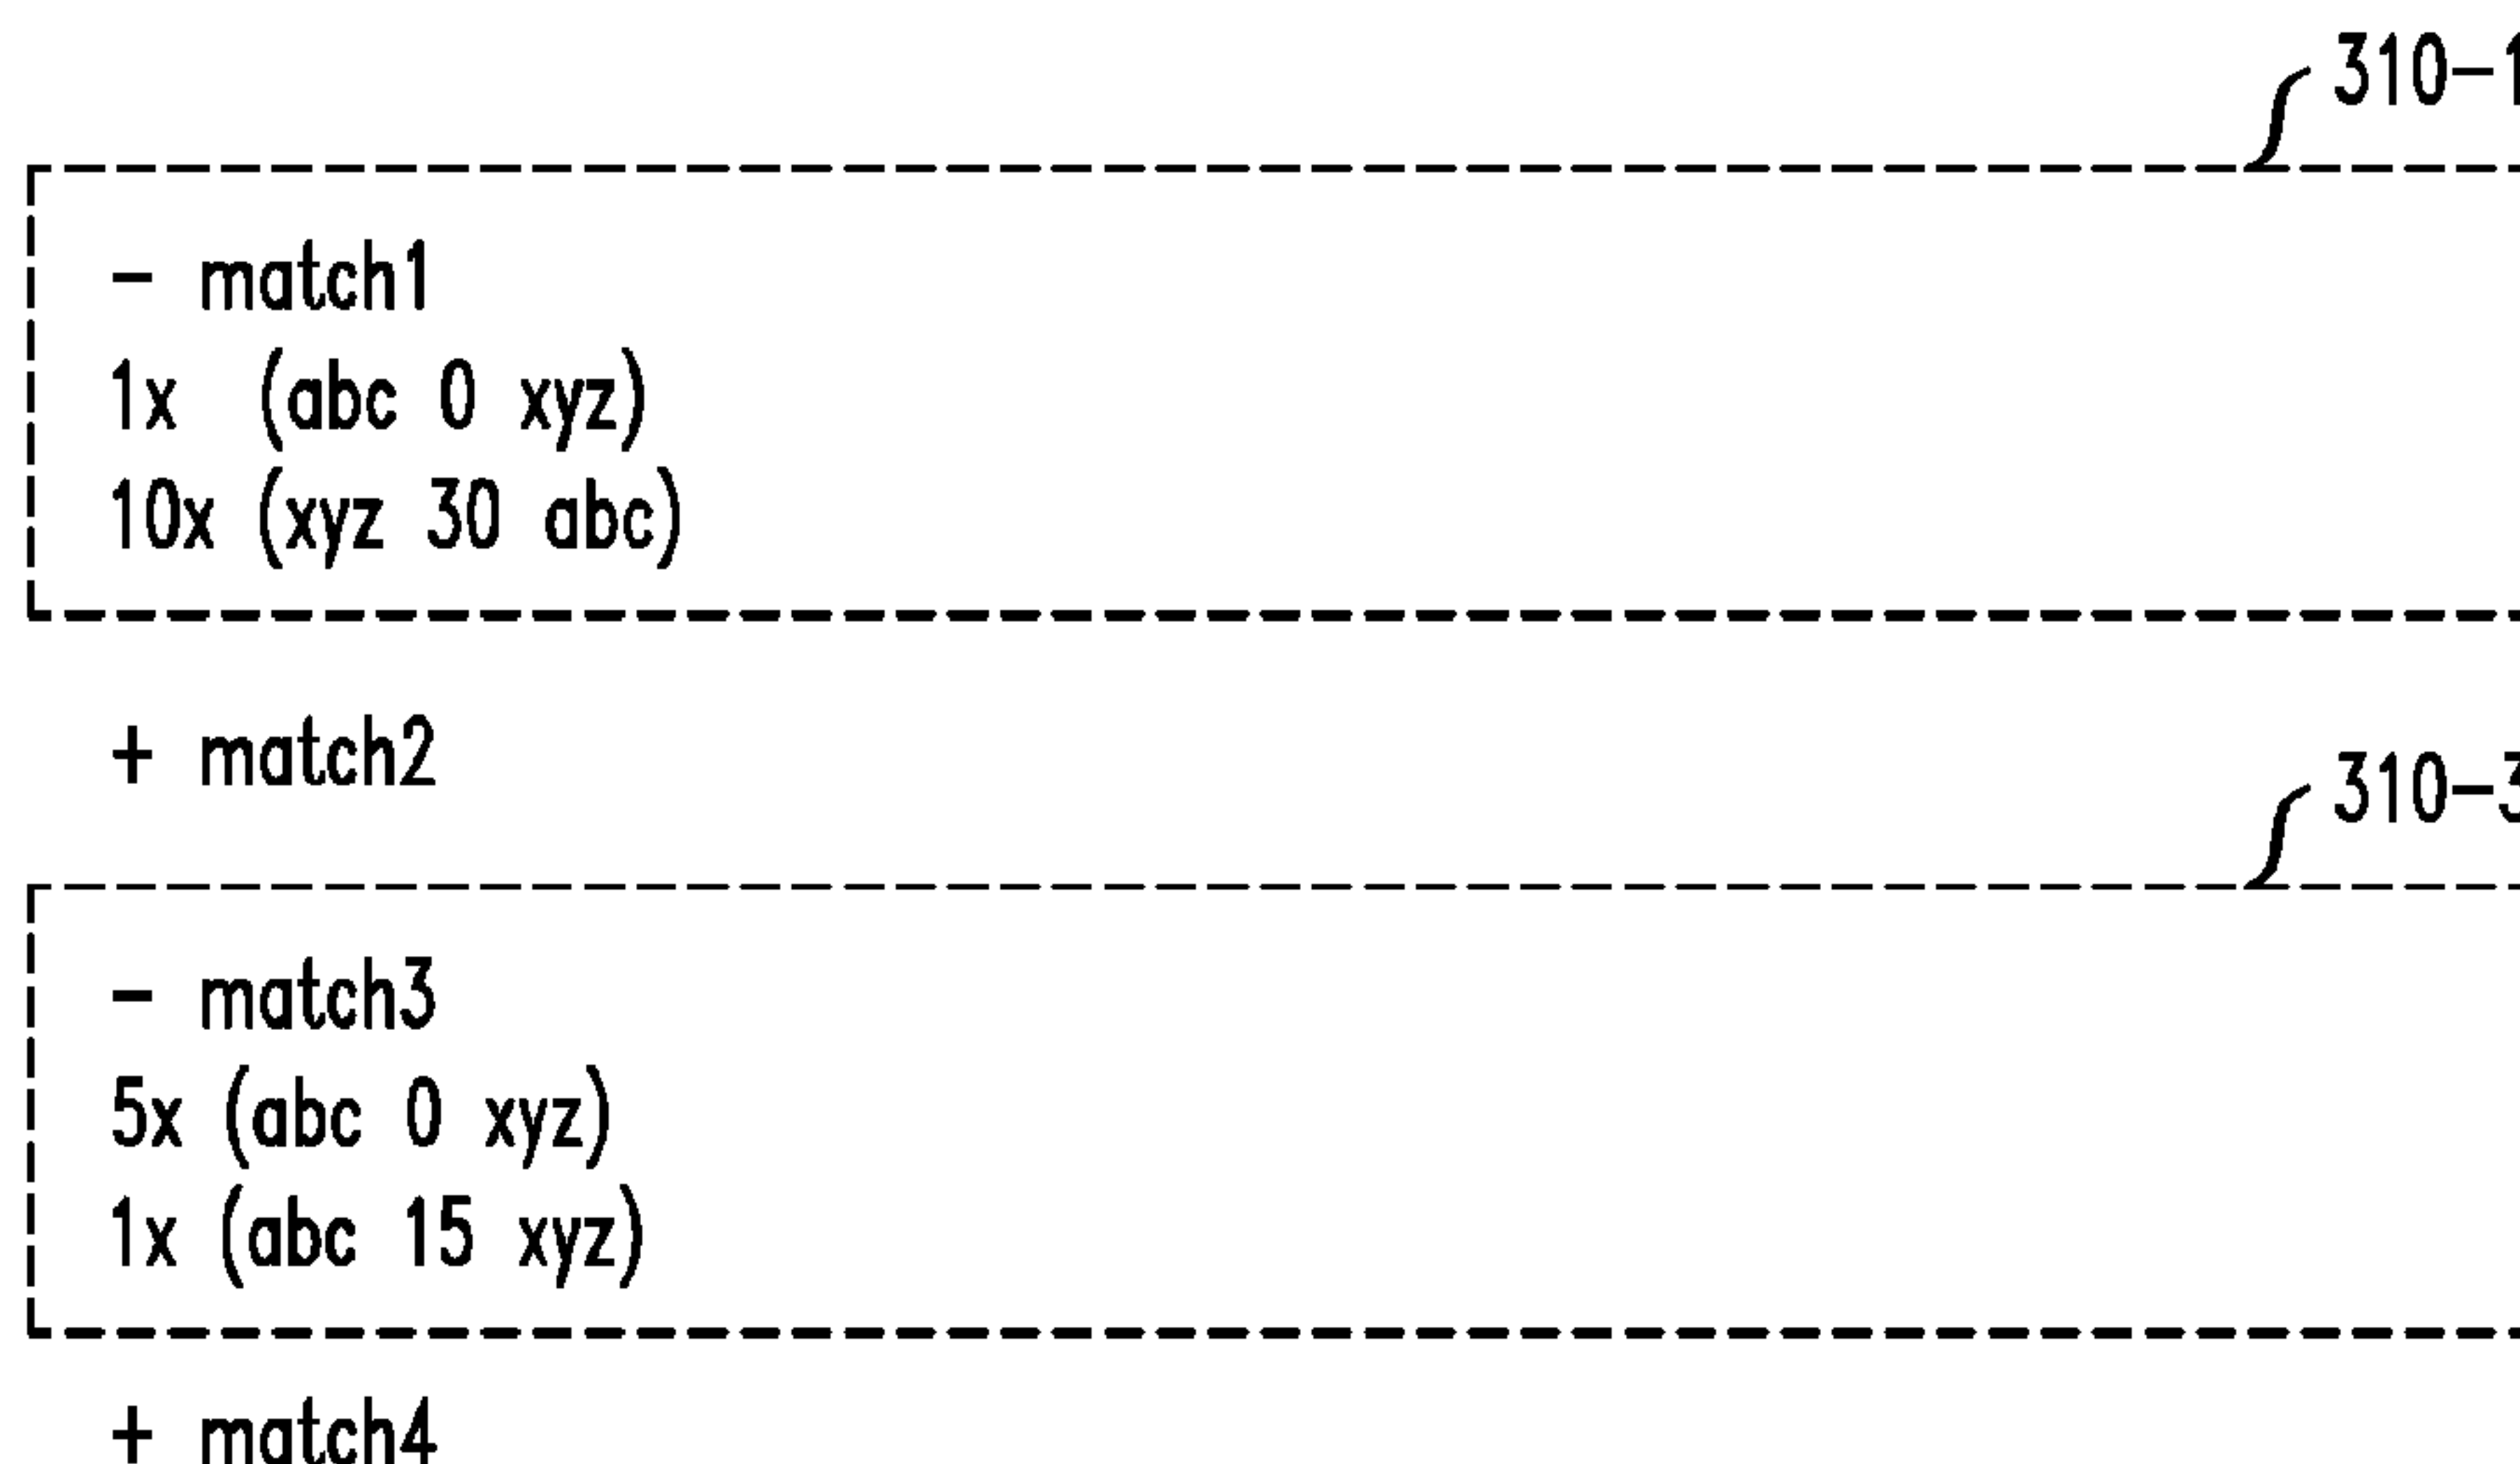 310-1
- match1
1x (abc 0 xyz)
10x (xyz 30 abc)
+ match2
310-3
- match3
5x (abc 0 xyz)
1x (abc 15 xyz)
+ match4